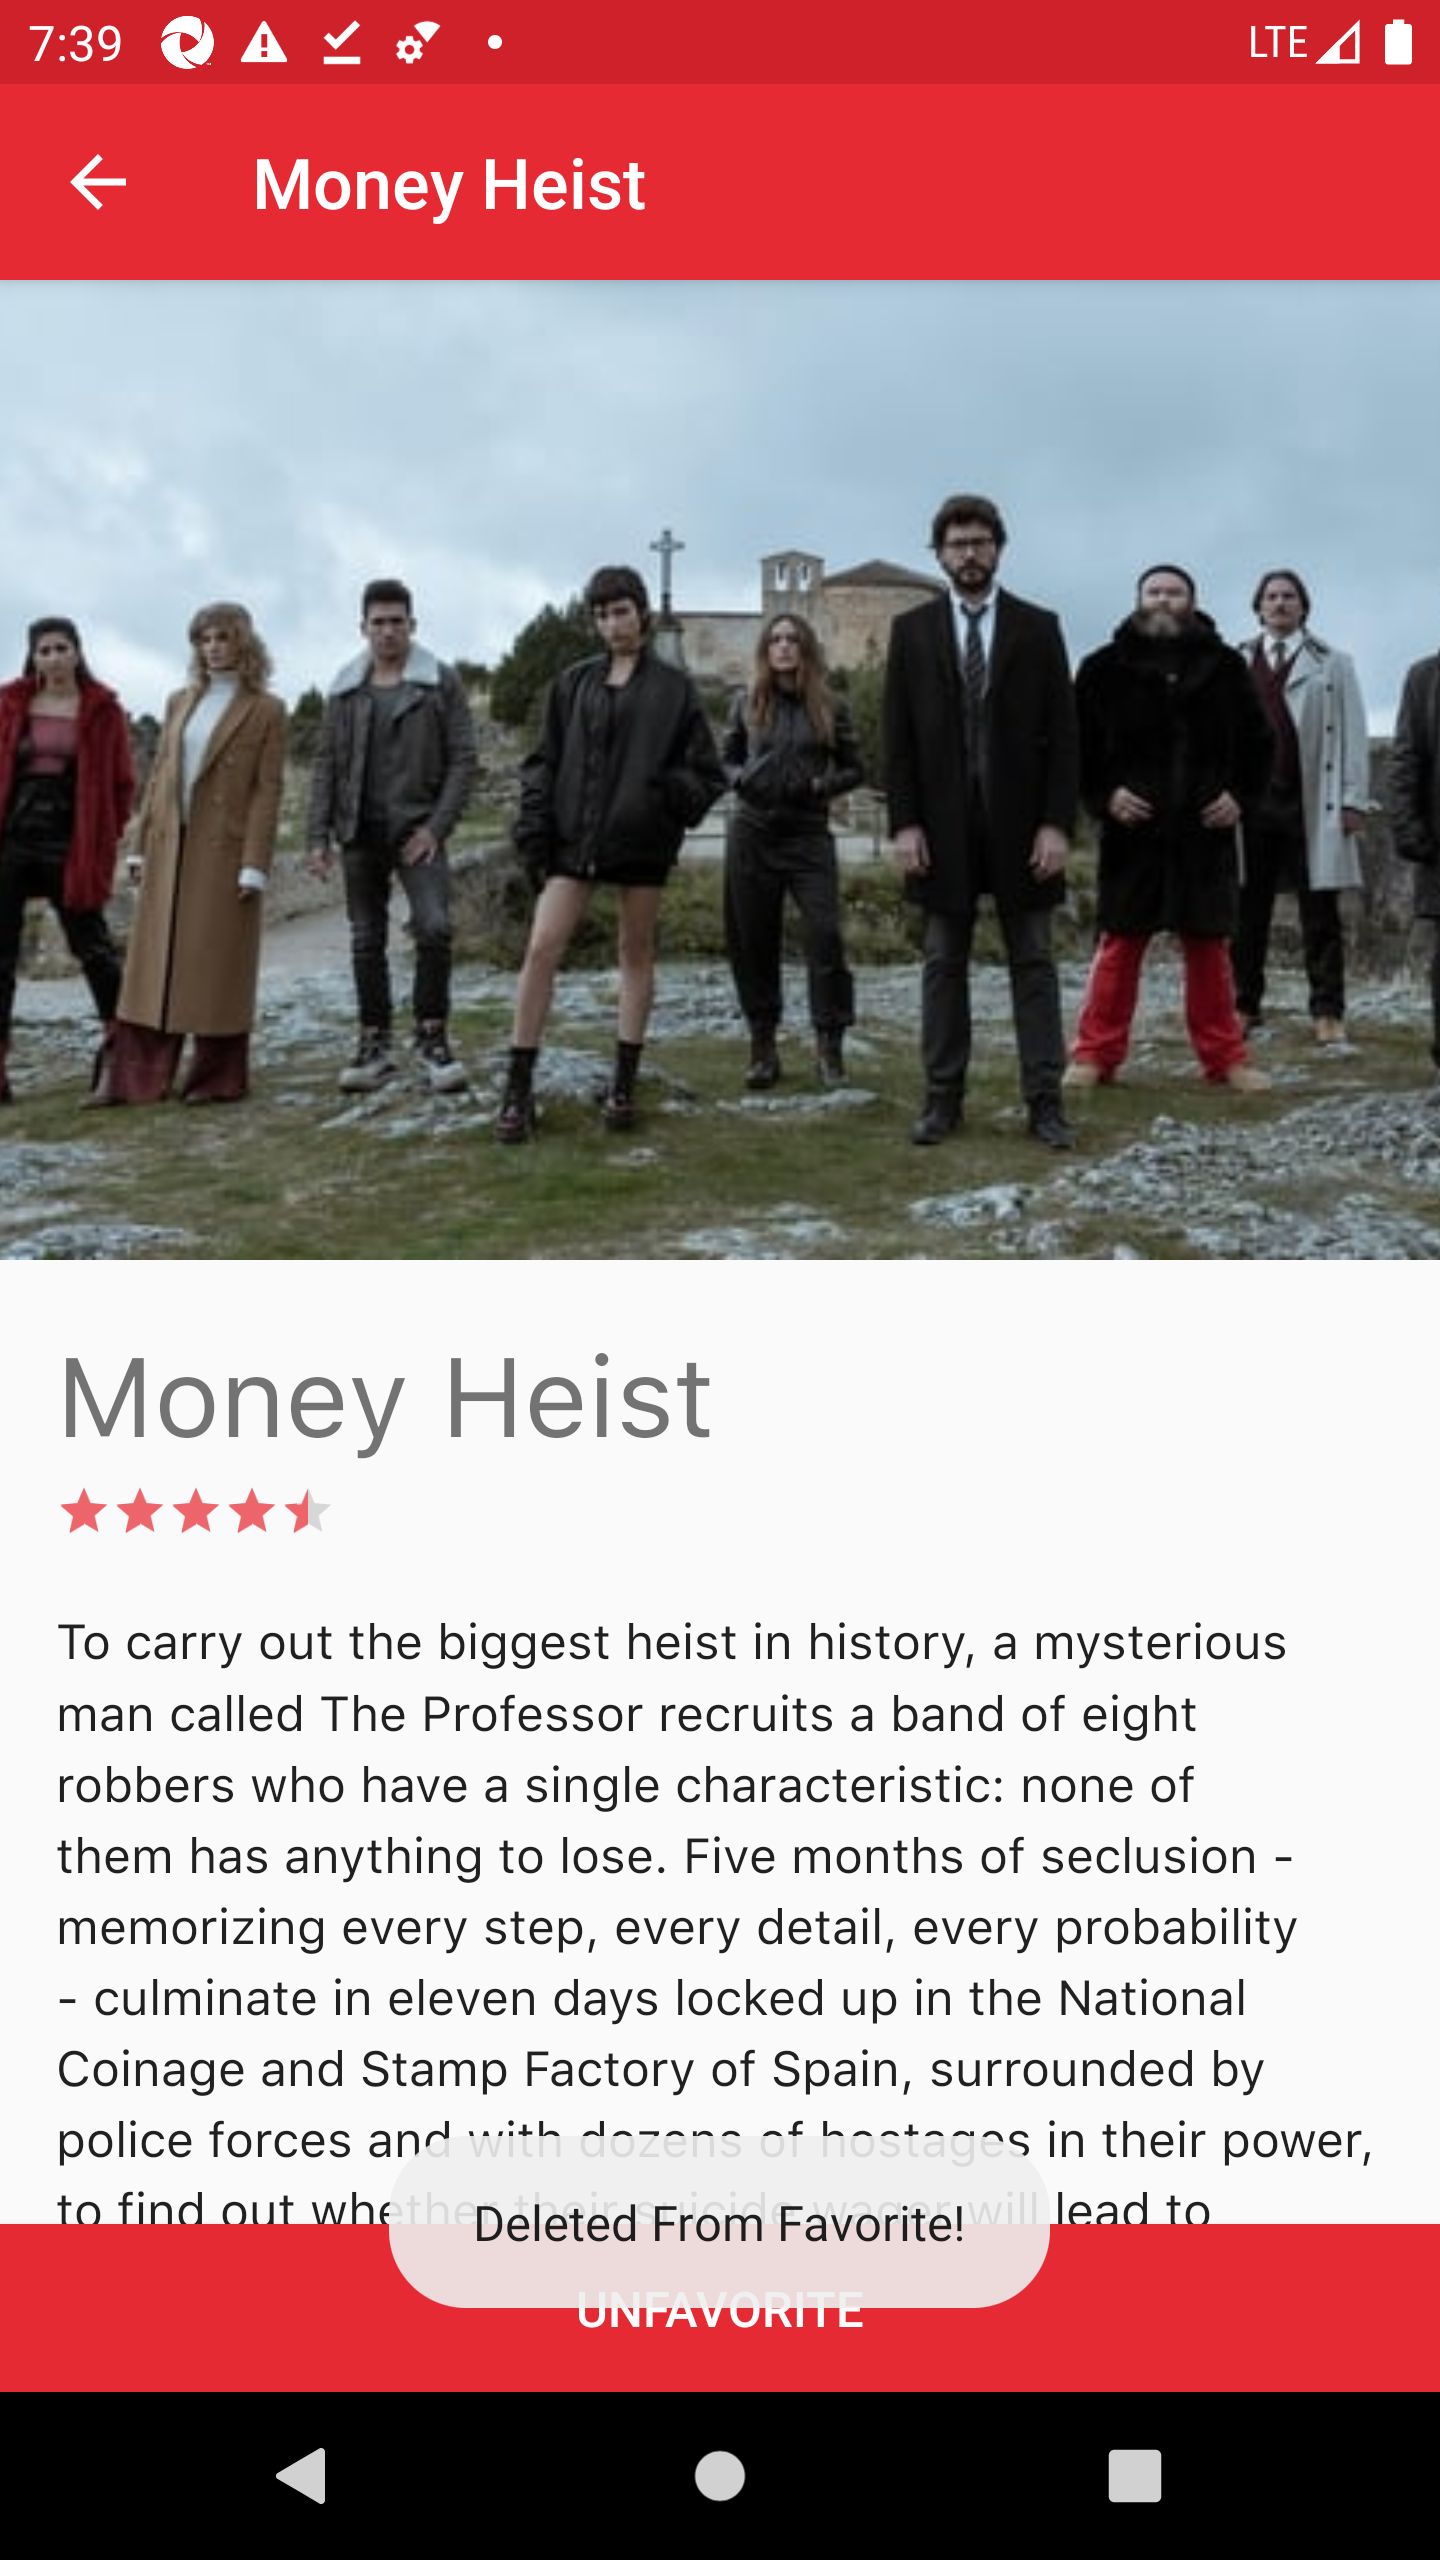 7:39
LTE
Money Heist
Money Heist
To carry out the biggest heist in history, a mysterious
man called The Professor recruits a band of eight
robbers who have a single characteristic: none of
them has anything to lose. Five months of seclusion -
memorizing every step, every detail, every probability
- culminate in eleven days locked up in the National
Coinage and Stamp Factory of Spain, surrounded by
police forces and with dozens of hostages in their power,
to find out whether their suicide wager will lead to
Deleted From Favorite!
UNFAVORITE